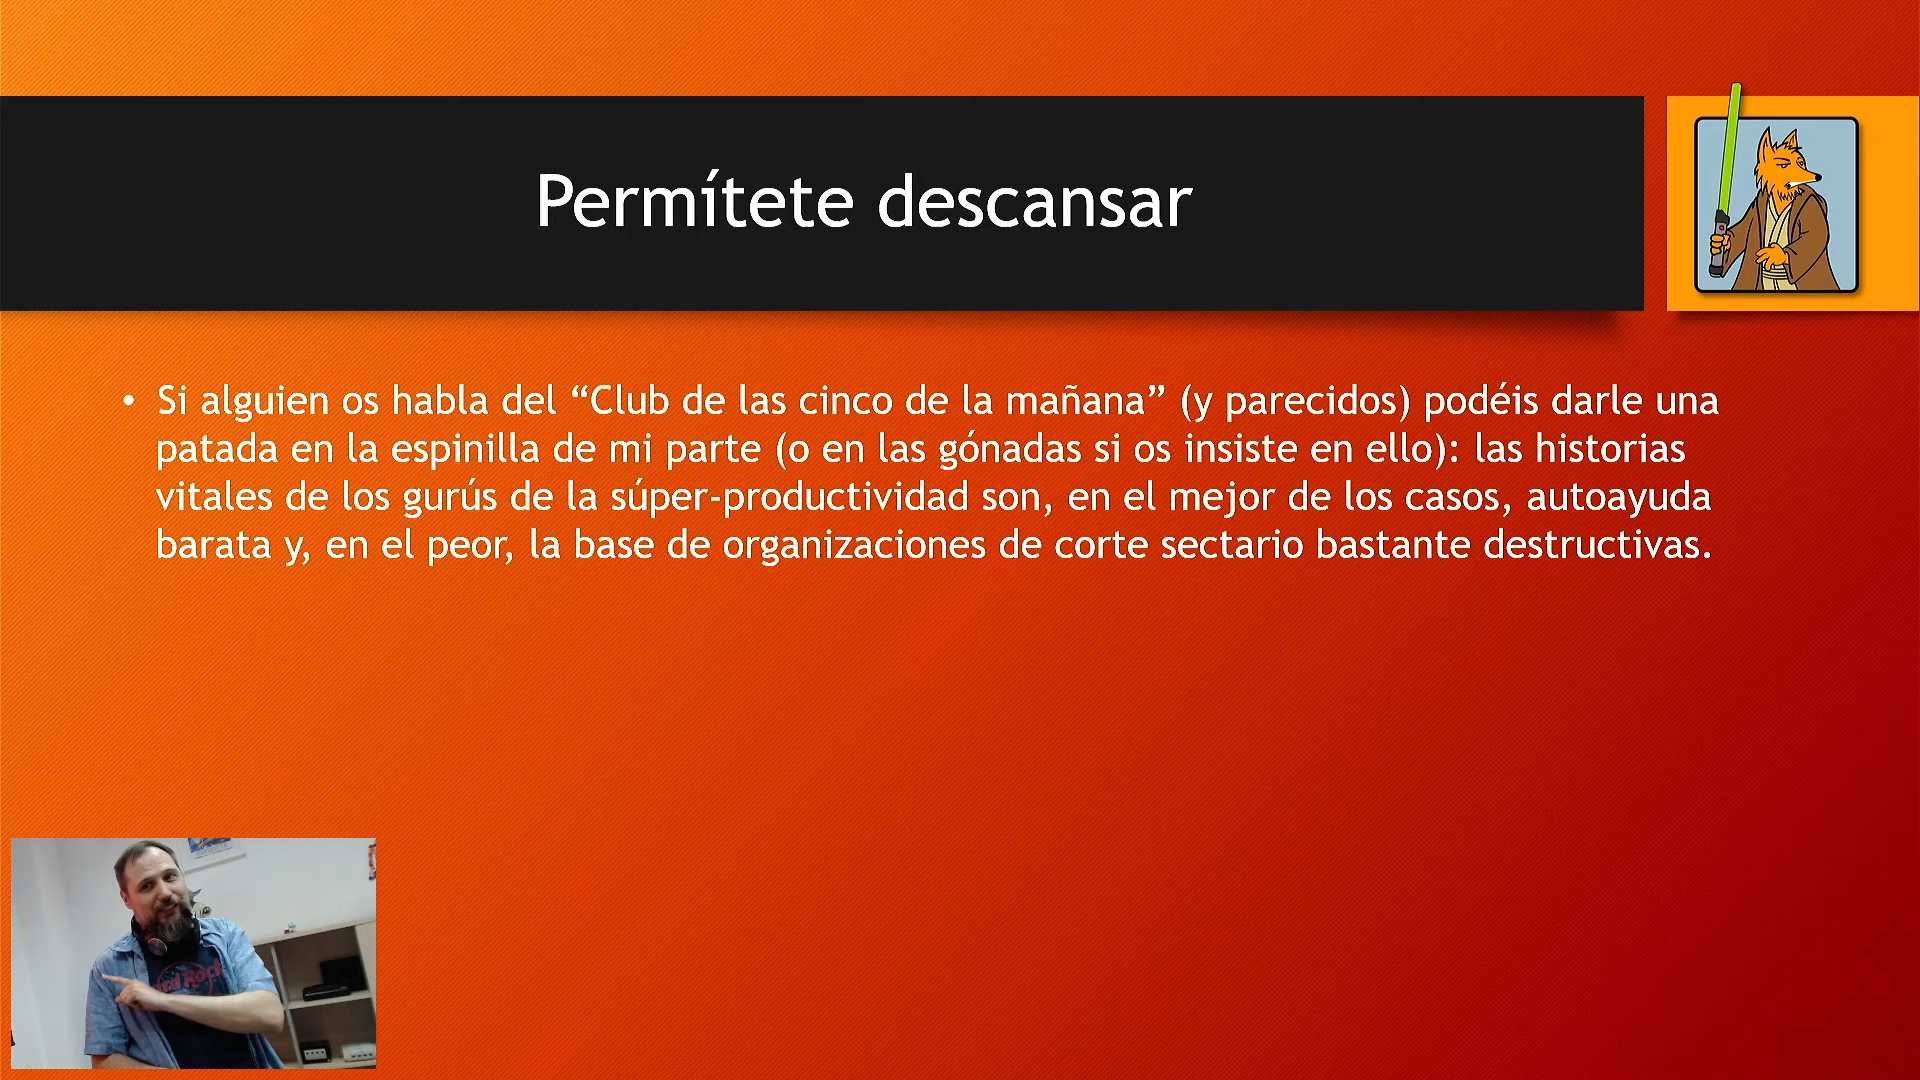 Permítete descansar
• Si alguien os habla del “Club de las cinco de la mañana” (y parecidos) podéis darle una
patada en la espinilla de mi parte (o en las gónadas si os insiste en ello): las historias
vitales de los gurús de la súper-productividad son, en el mejor de los casos, autoayuda
barata y, en el peor, la base de organizaciones de corte sectario bastante destructivas.
Rock